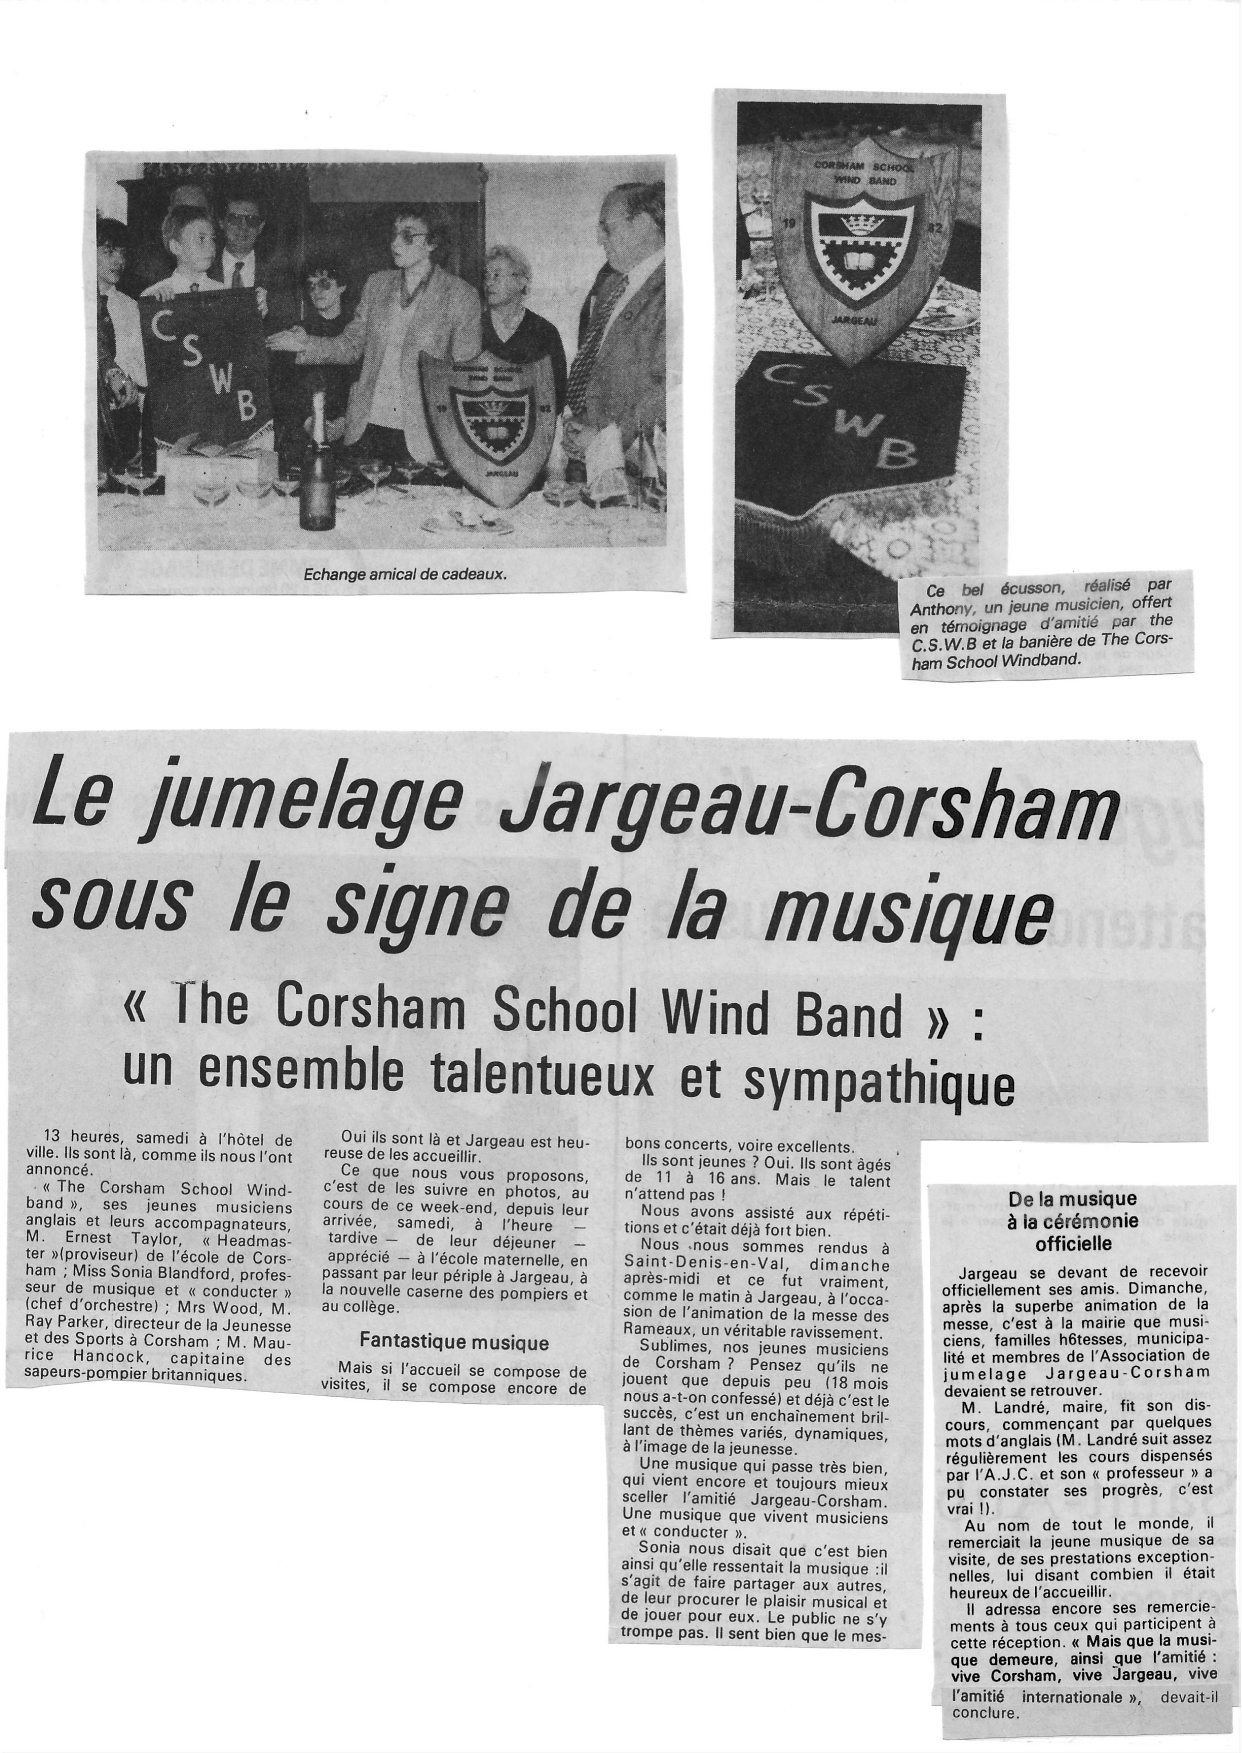 CORSHAM SCHOOL
WIND BAND
19 82
JARGEAU
C
S
W
B
CORSHAM SCHOOL
WIND BAND
19 82
JARGEAU
C
S
W
B
Echange amical de cadeaux.
Ce bel écusson, réalisé par
Anthony, un jeune musicien, offert
en témoignage d'amitié par the
C.S.W.B et la banière de The Cors-
ham School Windband.
Le jumelage Jargeau-Corsham
sous le signe de la musique
« The Corsham School Wind Band » :
un ensemble talentueux et sympathique
13 heures, samedi à l'hôtel de
ville. Ils sont là, comme ils nous l'ont
annoncé.
« The Corsham School Wind-
band », ses jeunes musiciens
anglais et leurs accompagnateurs,
M. Ernest Taylor, « Headmas-
ter »(proviseur) de l'école de Cors-
ham ; Miss Sonia Blandford, profes-
seur de musique et « conducter »
(chef d'orchestre) ; Mrs Wood, M.
Ray Parker, directeur de la Jeunesse
et des Sports à Corsham ; M. Mau-
rice Hancock, capitaine des
sapeurs-pompier britanniques.
Oui ils sont là et Jargeau est heu-
reuse de les accueillir.
Ce que nous vous proposons,
c'est de les suivre en photos, au
cours de ce week-end, depuis leur
arrivée, samedi, à l'heure —
tardive — de leur déjeuner —
apprécié — à l'école maternelle, en
passant par leur périple à Jargeau, à
la nouvelle caserne des pompiers et
au collège.
Fantastique musique
Mais si l'accueil se compose de
visites, il se compose encore de
bons concerts, voire excellents.
Ils sont jeunes ? Oui. Ils sont âgés
de 11 à 16 ans. Mais le talent
n'attend pas !
Nous avons assisté aux répéti-
tions et c'était déjà fort bien.
Nous nous sommes rendus à
Saint-Denis-en-Val, dimanche
après-midi et ce fut vraiment,
comme le matin à Jargeau, à l'occa-
sion de l'animation de la messe des
Rameaux, un véritable ravissement.
Sublimes, nos jeunes musiciens
de Corsham ? Pensez qu'ils ne
jouent que depuis peu (18 mois
nous a-t-on confessé) et déjà c'est le
succès, c'est un enchaînement bril-
lant de thèmes variés, dynamiques,
à l'image de la jeunesse.
Une musique qui passe très bien,
qui vient encore et toujours mieux
sceller l'amitié Jargeau-Corsham.
Une musique que vivent musiciens
et « conducter ».
Sonia nous disait que c'est bien
ainsi qu'elle ressentait la musique :il
s'agit de faire partager aux autres,
de leur procurer le plaisir musical et
de jouer pour eux. Le public ne s'y
trompe pas. Il sent bien que le mes-
De la musique
à la cérémonie
officielle
Jargeau se devant de recevoir
officiellement ses amis. Dimanche,
après la superbe animation de la
messe, c'est à la mairie que musi-
ciens, familles h6tesses, municipa-
lité et membres de l'Association de
jumelage Jargeau-Corsham
devaient se retrouver.
M. Landré, maire, fit son dis-
cours, commençant par quelques
mots d'anglais (M. Landré suit assez
régulièrement les cours dispensés
par l'A.J.C. et son « professeur » a
pu constater ses progrès, c'est
vrai !).
Au nom de tout le monde, il
remerciait la jeune musique de sa
visite, de ses prestations exception-
nelles, lui disant combien il était
heureux de l'accueillir.
Il adressa encore ses remercie-
ments à tous ceux qui participent à
cette réception. « Mais que la musi-
que demeure, ainsi que l'amitié :
vive Corsham, vive Jargeau, vive
l'amitié internationale », devait-il
conclure.